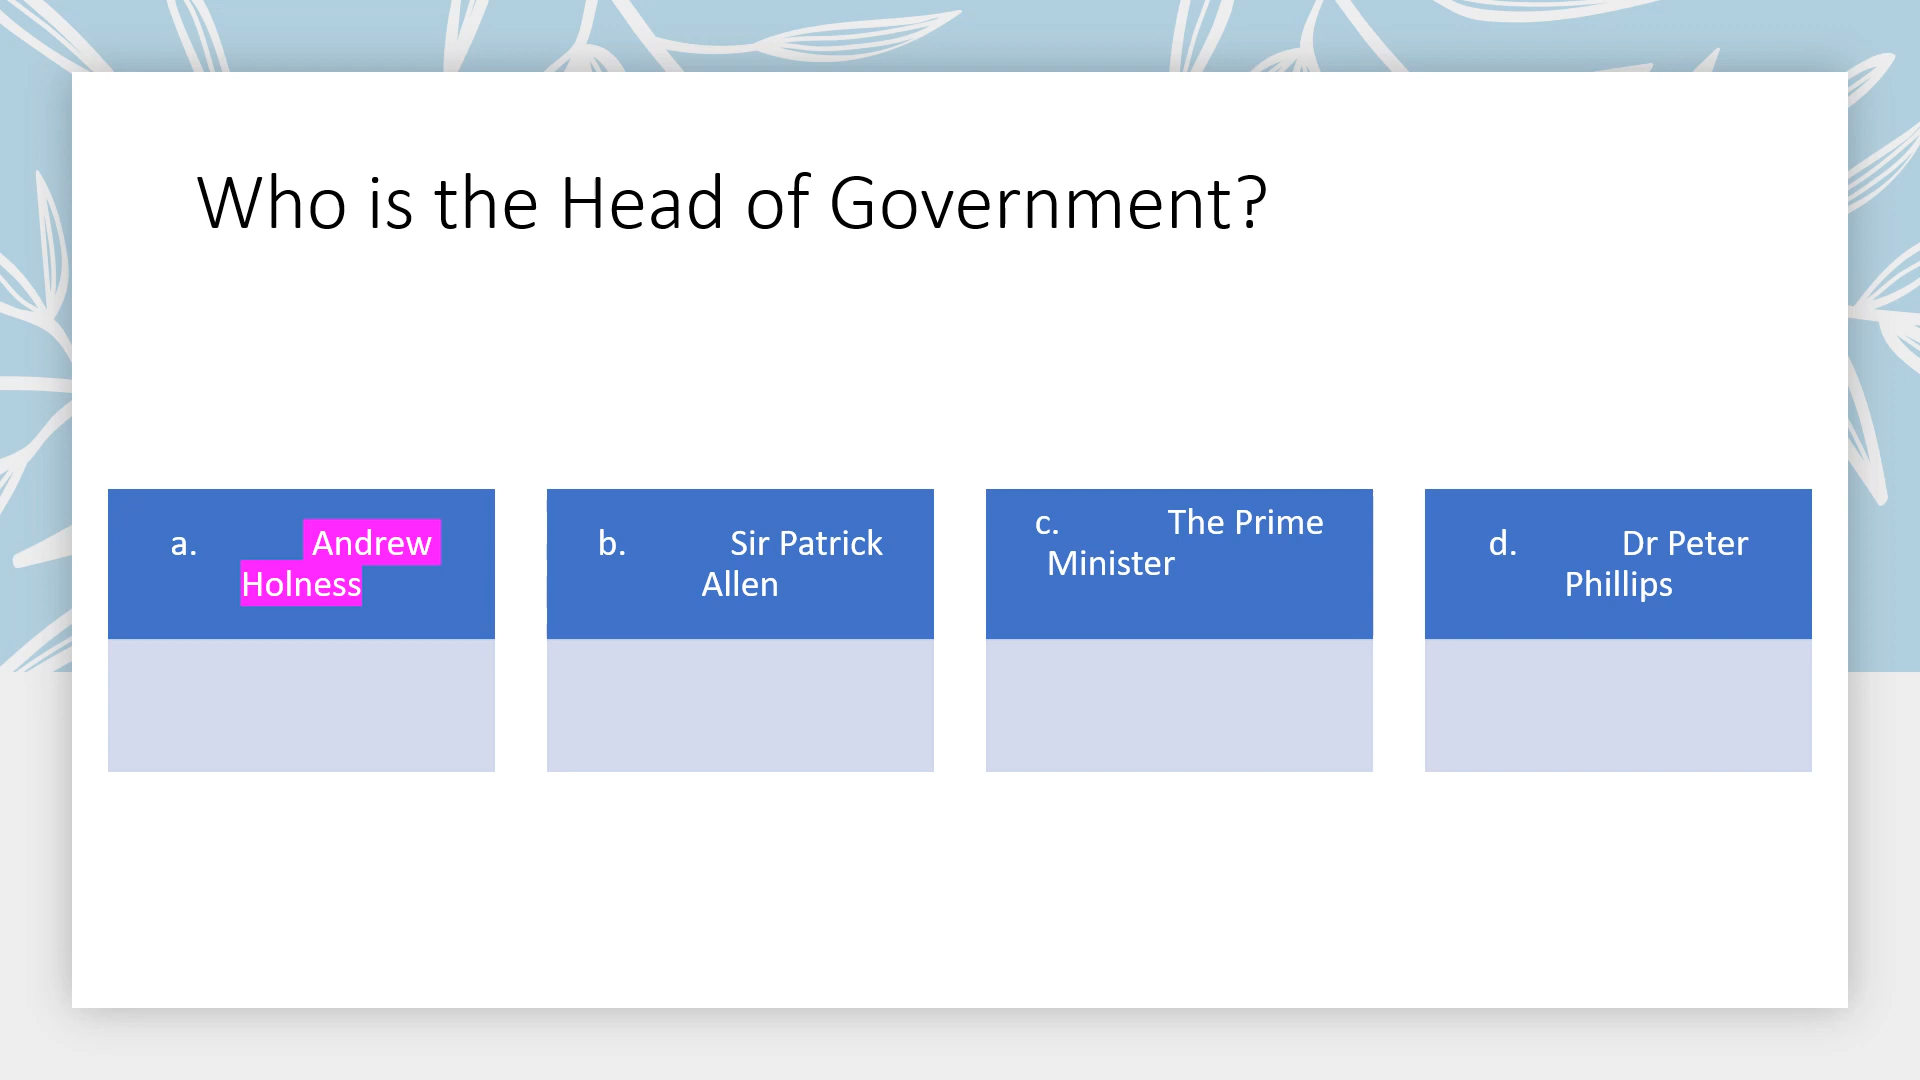 Who is the Head of Government?
a. Andrew
Holness
b. Sir Patrick
Allen
c. The Prime
Minister
d. Dr Peter
Phillips